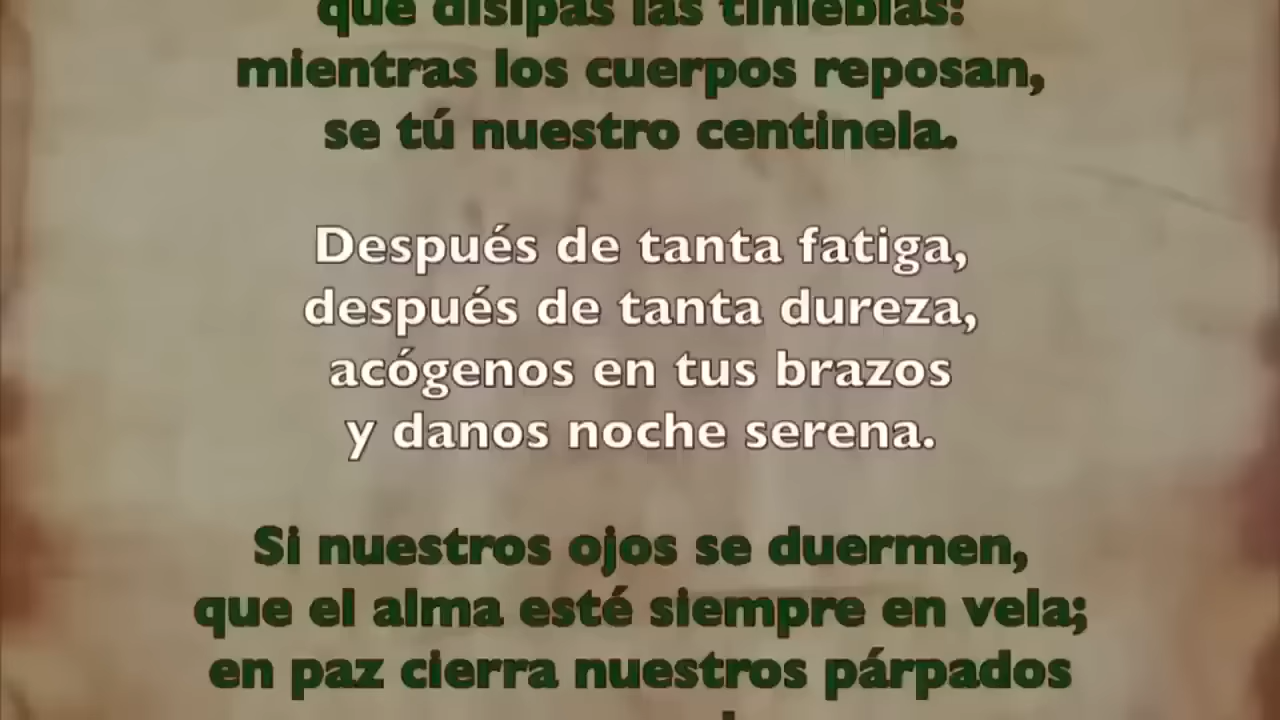 que disipas las tinieblas:
mientras los cuerpos reposan,
se tú nuestro centinela.
Después de tanta fatiga,
después de tanta dureza,
acógenos en tus brazos
y danos noche serena.
Si nuestros ojos se duermen,
que el alma esté siempre en vela;
en paz cierra nuestros párpados